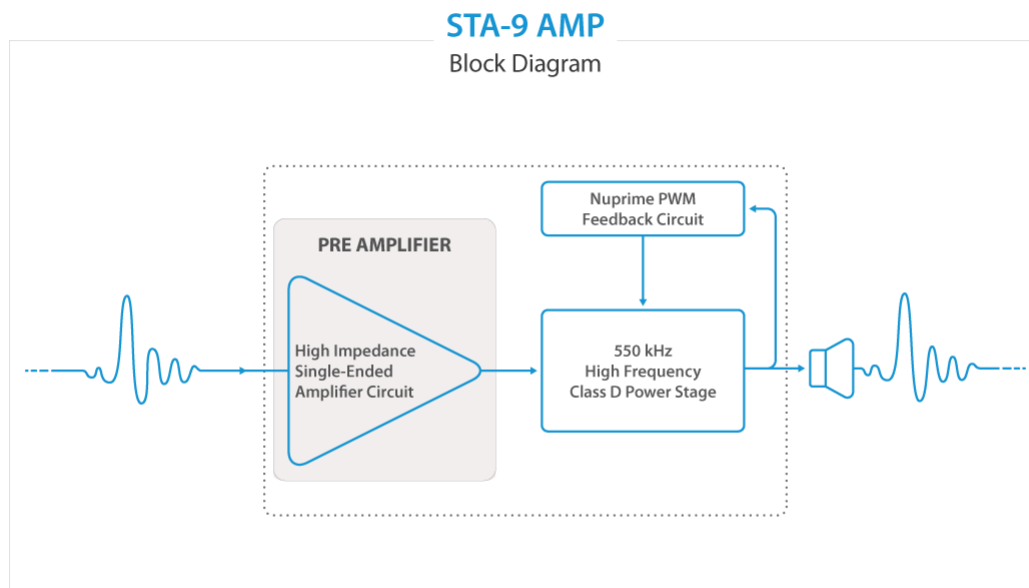 STA-9 AMP
Block Diagram
PRE AMPLIFIER
High Impedance
Single-Ended
Amplifier Circuit
Nuprime PWM
Feedback Circuit
550 kHz
High Frequency
Class D Power Stage